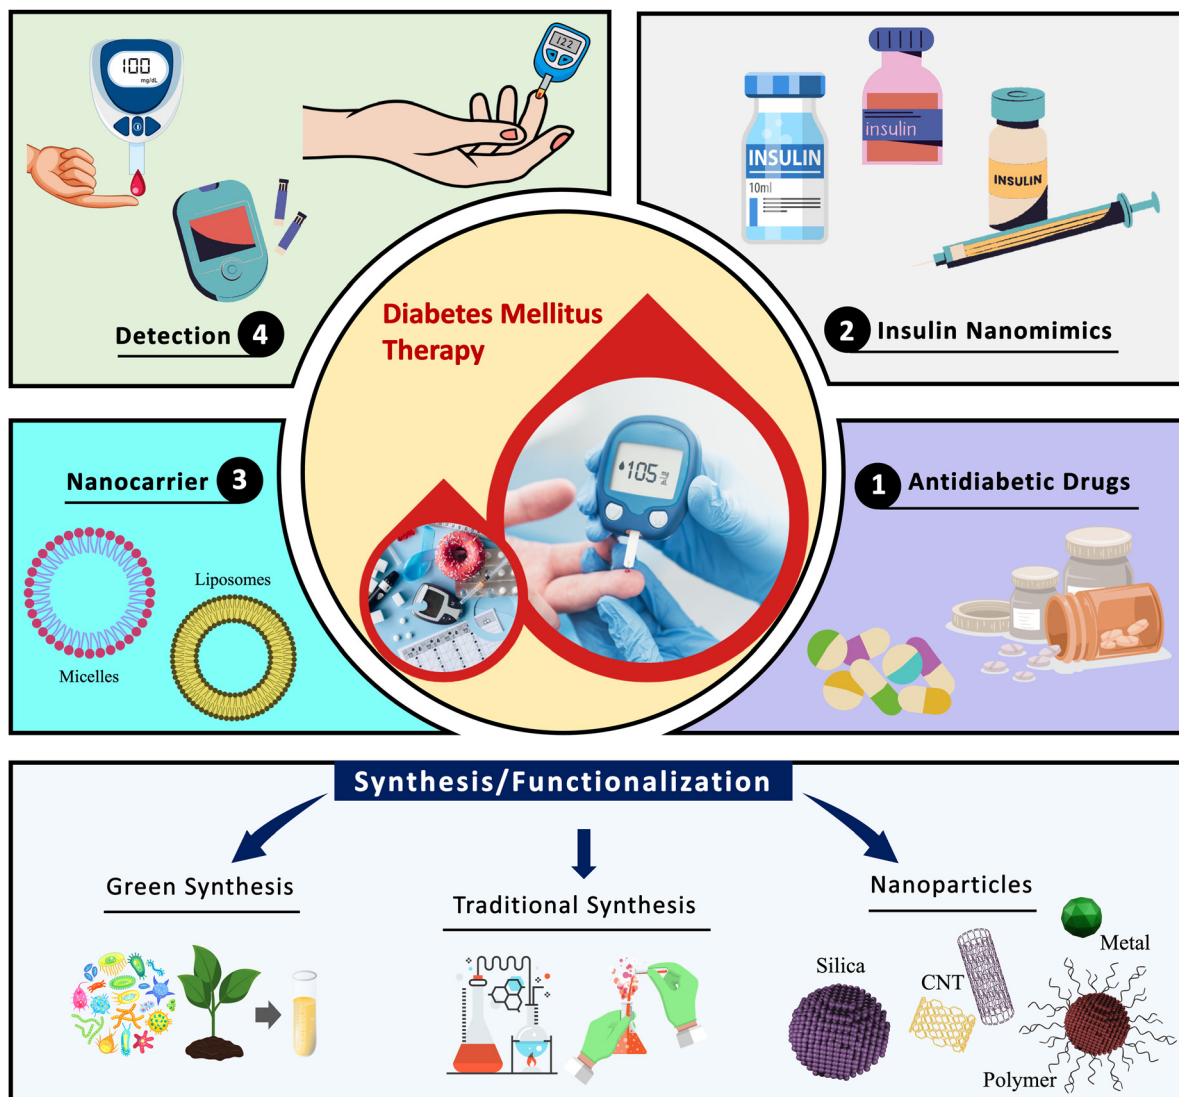 100
mg/dL
122
Detection 4
INSULIN
10ml
insulin
INSULIN
2 Insulin Nanomimics
Diabetes Mellitus
Therapy
105
Nanocarrier 3
Micelles
Liposomes
1 Antidiabetic Drugs
Synthesis/Functionalization
Green Synthesis
Traditional Synthesis
Nanoparticles
Silica
CNT
Metal
Polymer